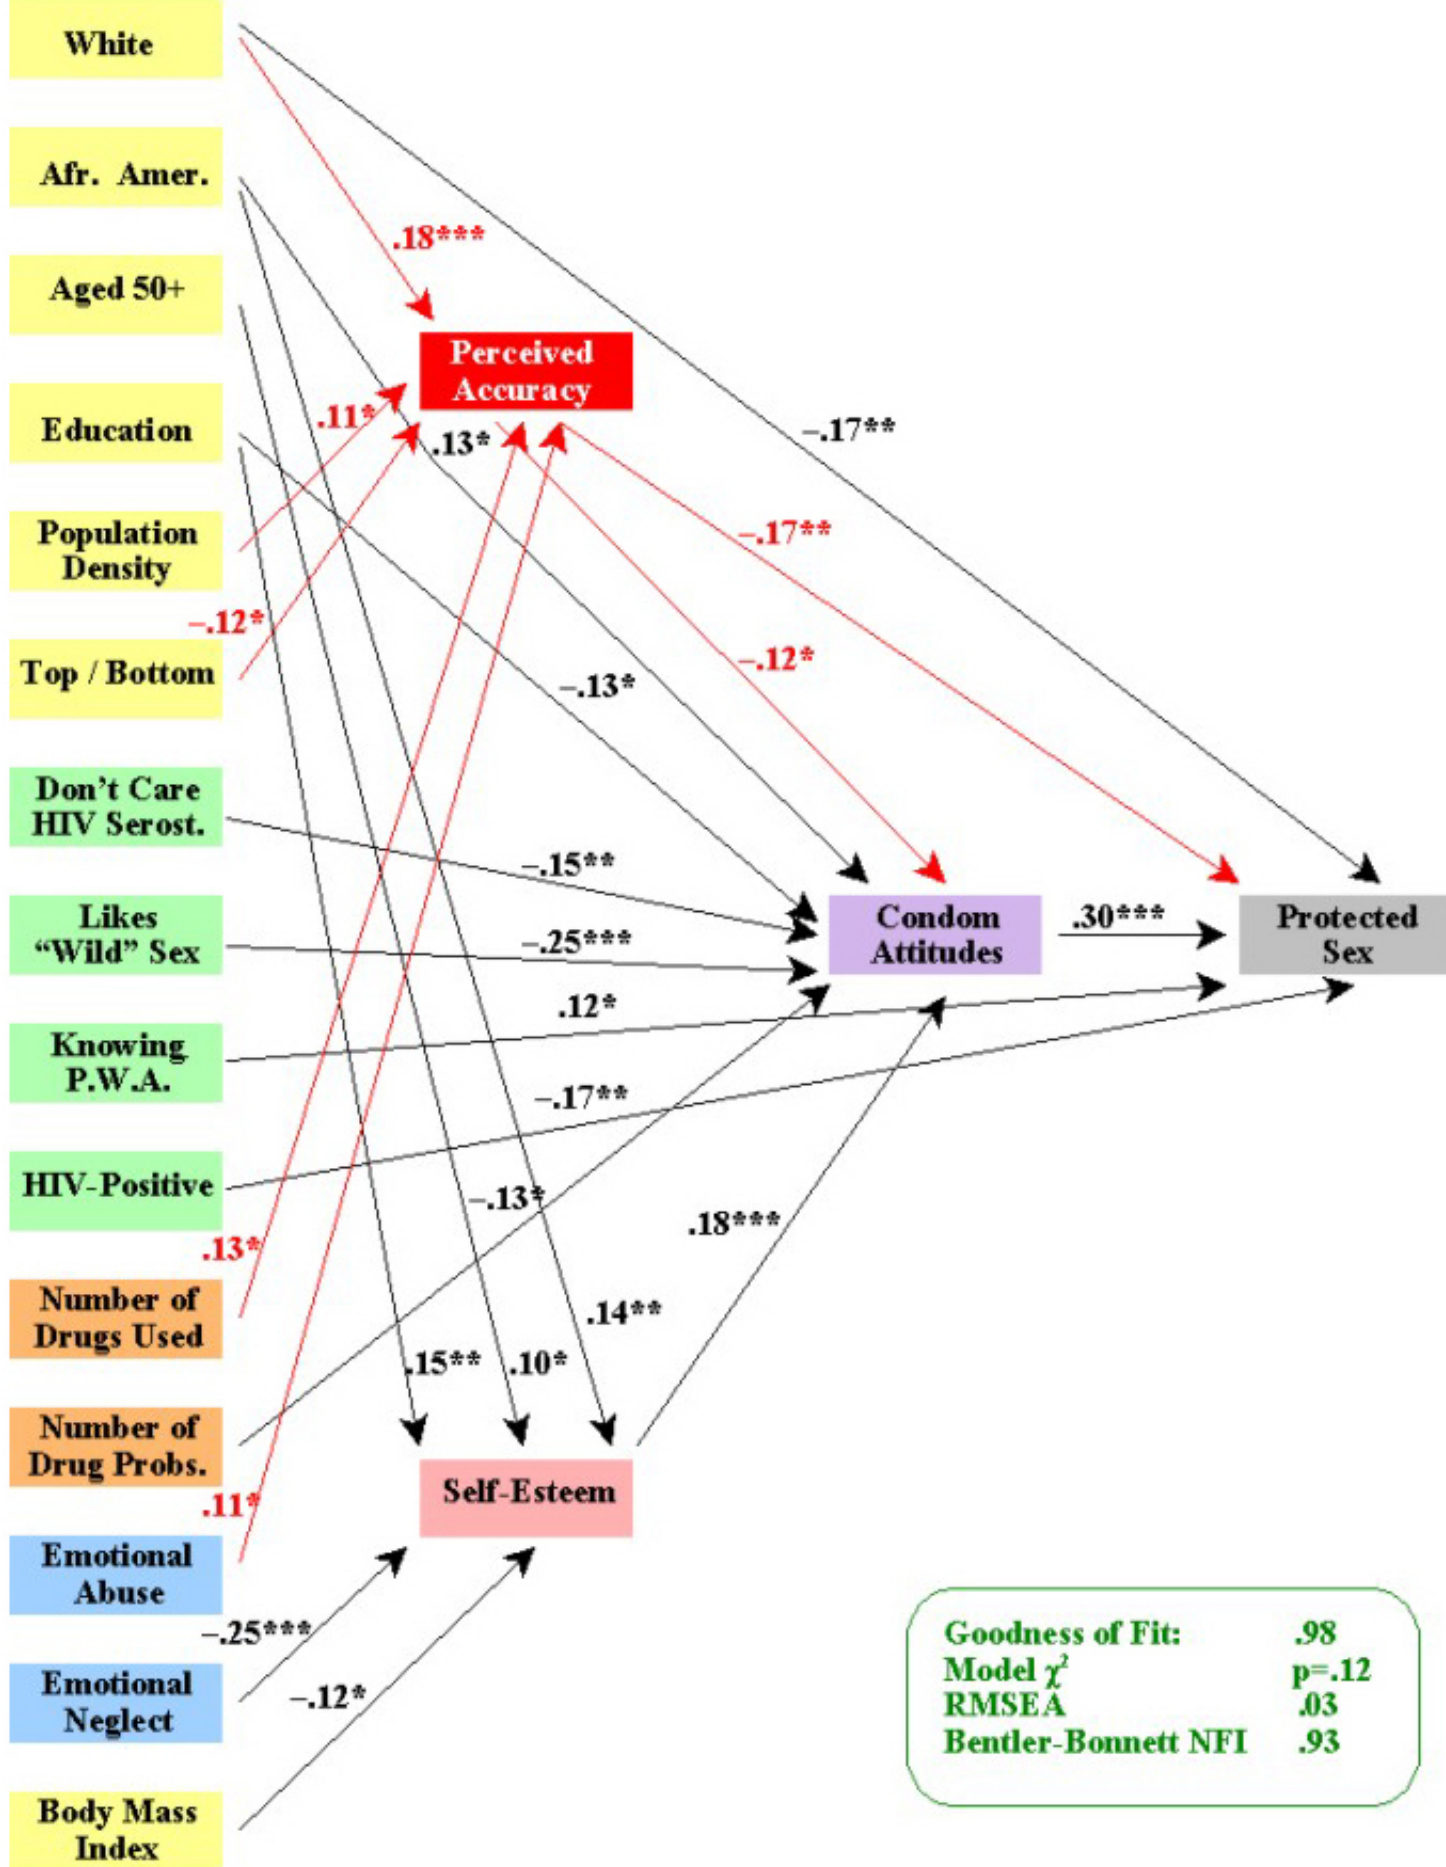 White
Afr. Amer.
.18***
Aged 50+
Perceived
Accuracy
Education
.11*
.13*
–.17**
Population
Density
–.17**
–.12*
Top / Bottom
–.12*
–.13*
Don’t Care
HIV Serost.
–.15**
Likes
“Wild” Sex
–.25***
Condom
Attitudes
.30***
Protected
Sex
.12*
Knowing
P.W.A.
–.17**
HIV-Positive
–.13*
.18***
.13*
Number of
Drugs Used
.14**
.15**
.10*
Number of
Drug Probs.
Self-Esteem
.11*
Emotional
Abuse
–.25***
Emotional
Neglect
–.12*
Body Mass
Index
Goodness of Fit: .98
Model χ² p=.12
RMSEA .03
Bentler-Bonnett NFI .93